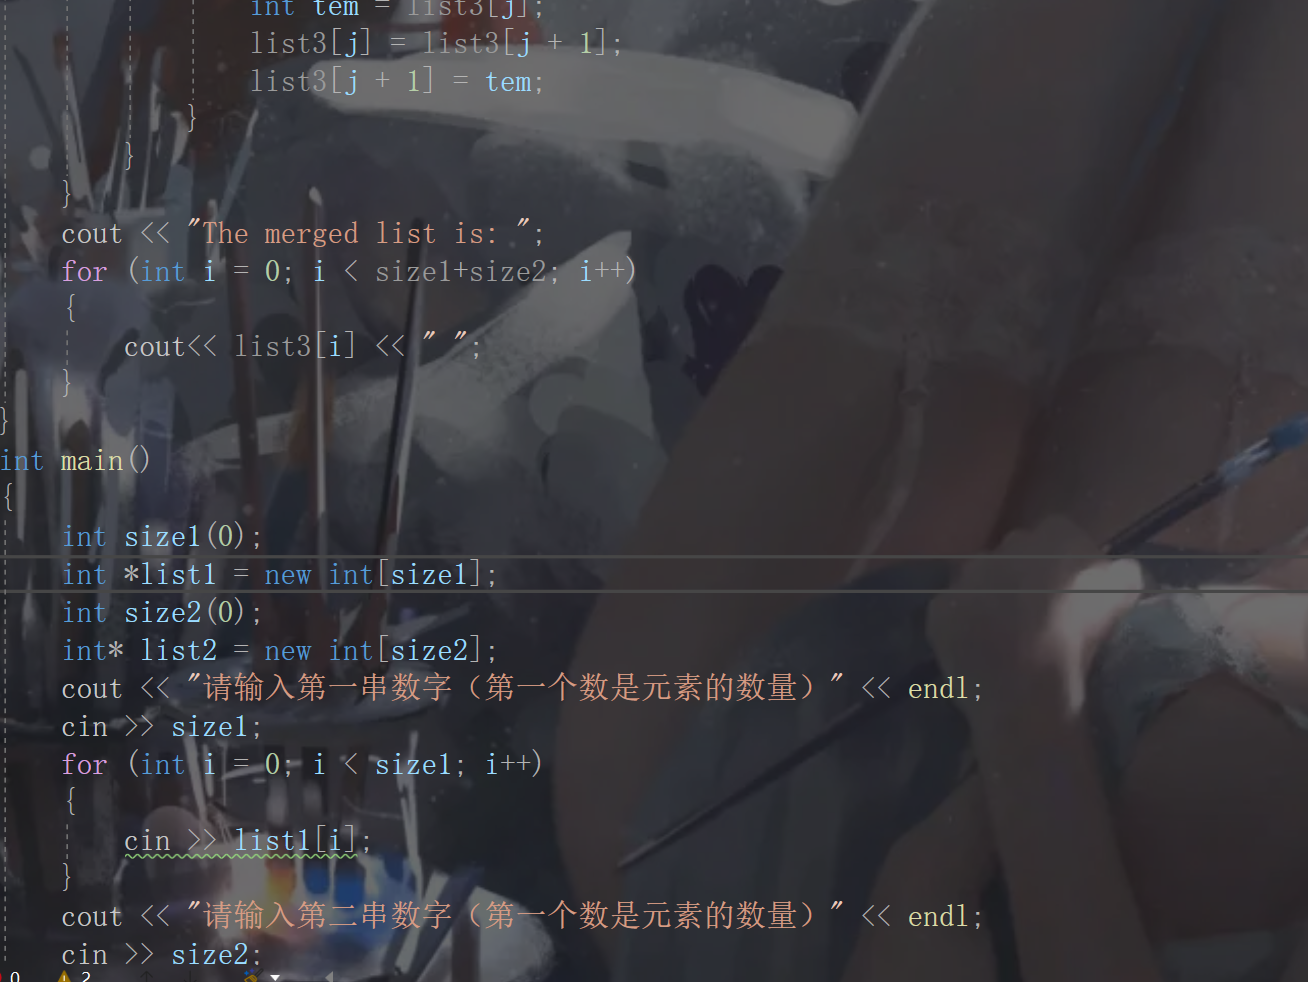 int tem = list3[j];
list3[j] = list3[j + 1];
list3[j + 1] = tem;
}
}
}
cout << "The merged list is: ";
for (int i = 0; i < size1+size2; i++)
{
cout<< list3[i] << " ";
}
}
int main()
{
int size1(0);
int *list1 = new int[size1];
int size2(0);
int* list2 = new int[size2];
cout << "请输入第一串数字（第一个数是元素的数量）" << endl;
cin >> size1;
for (int i = 0; i < size1; i++)
{
cin >> list1[i];
}
cout << "请输入第二串数字（第一个数是元素的数量）" << endl;
cin >> size2;
0 2